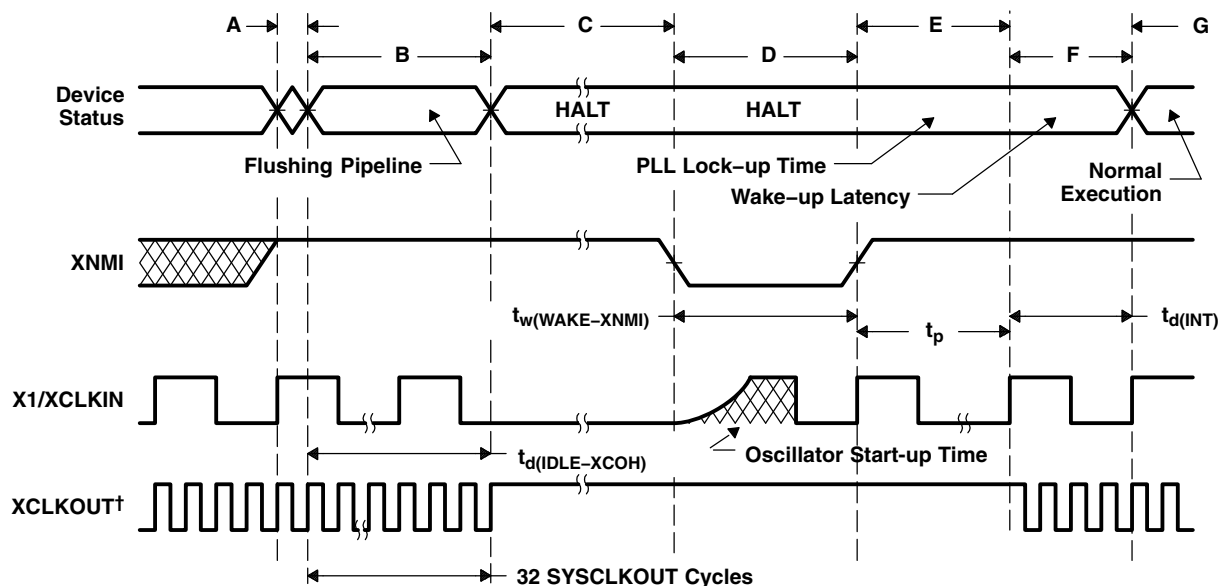 A
B
C
D
E
F
G
Device
Status
HALT
HALT
Flushing Pipeline
PLL Lock–up Time
Wake–up Latency
Normal
Execution
XNMI
tw(WAKE–XNMI)
tp
td(INT)
X1/XCLKIN
td(IDLE–XCOH)
Oscillator Start-up Time
XCLKOUT†
32 SYSCLKOUT Cycles